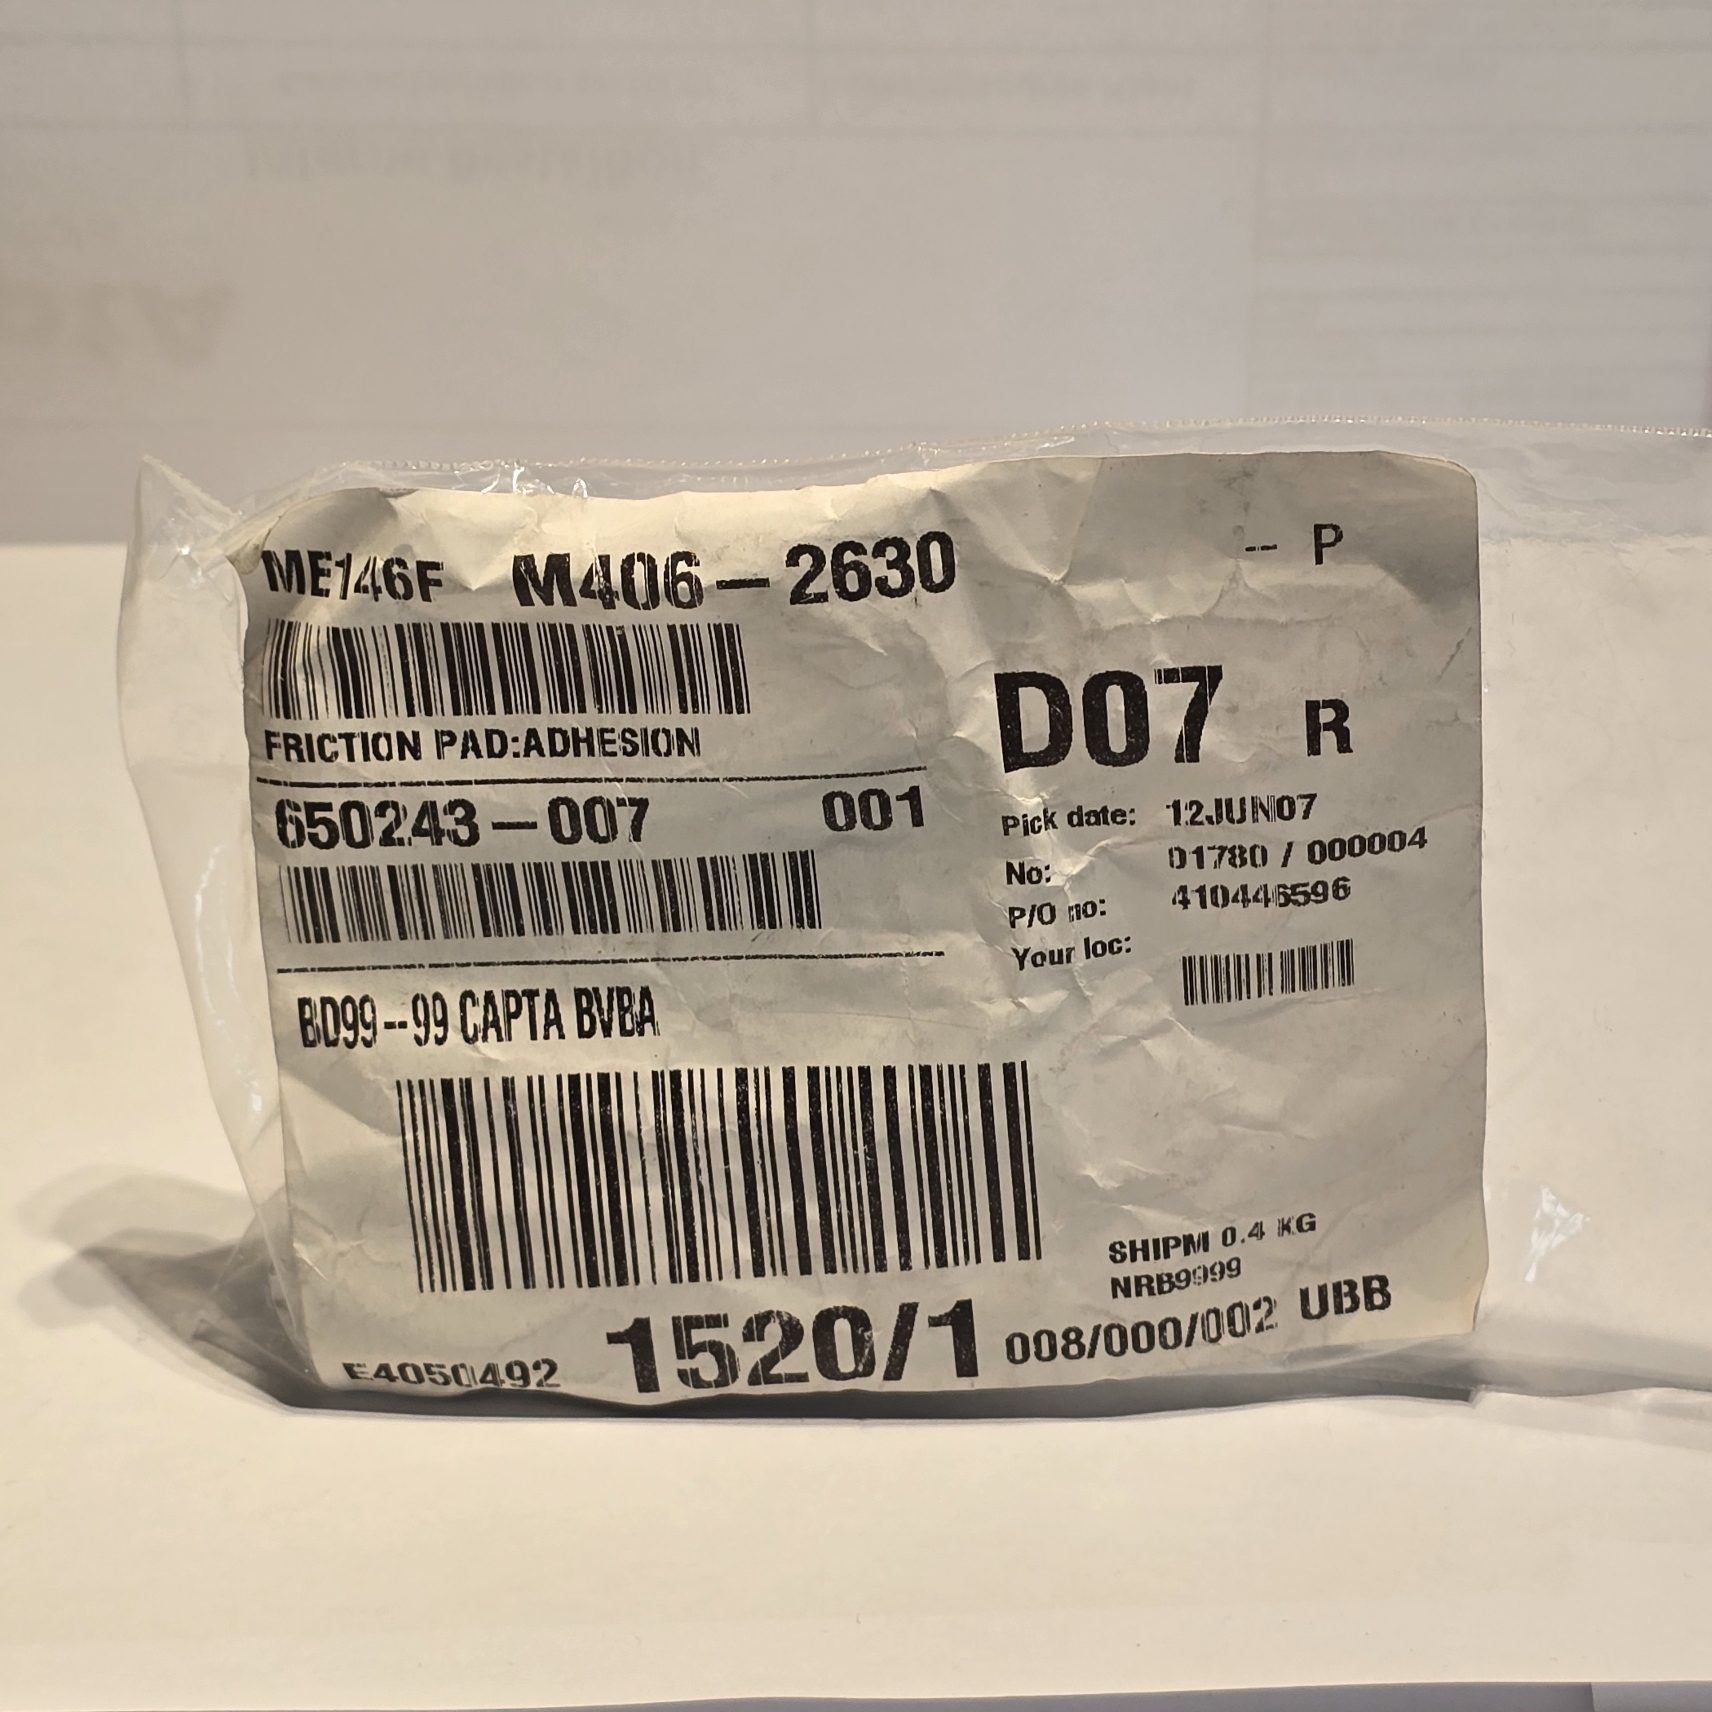 ME146F M406-2630 -- P
FRICTION PAD:ADHESION
D07 R
650243-007 001
Pick date: 12JUN07
No: 01780 / 000004
P/O no: 410446596
Your loc:
BD99--99 CAPTA BVBA
SHIPM 0.4 KG
NRB9999
E4050492 1520/1 008/000/002 UBB